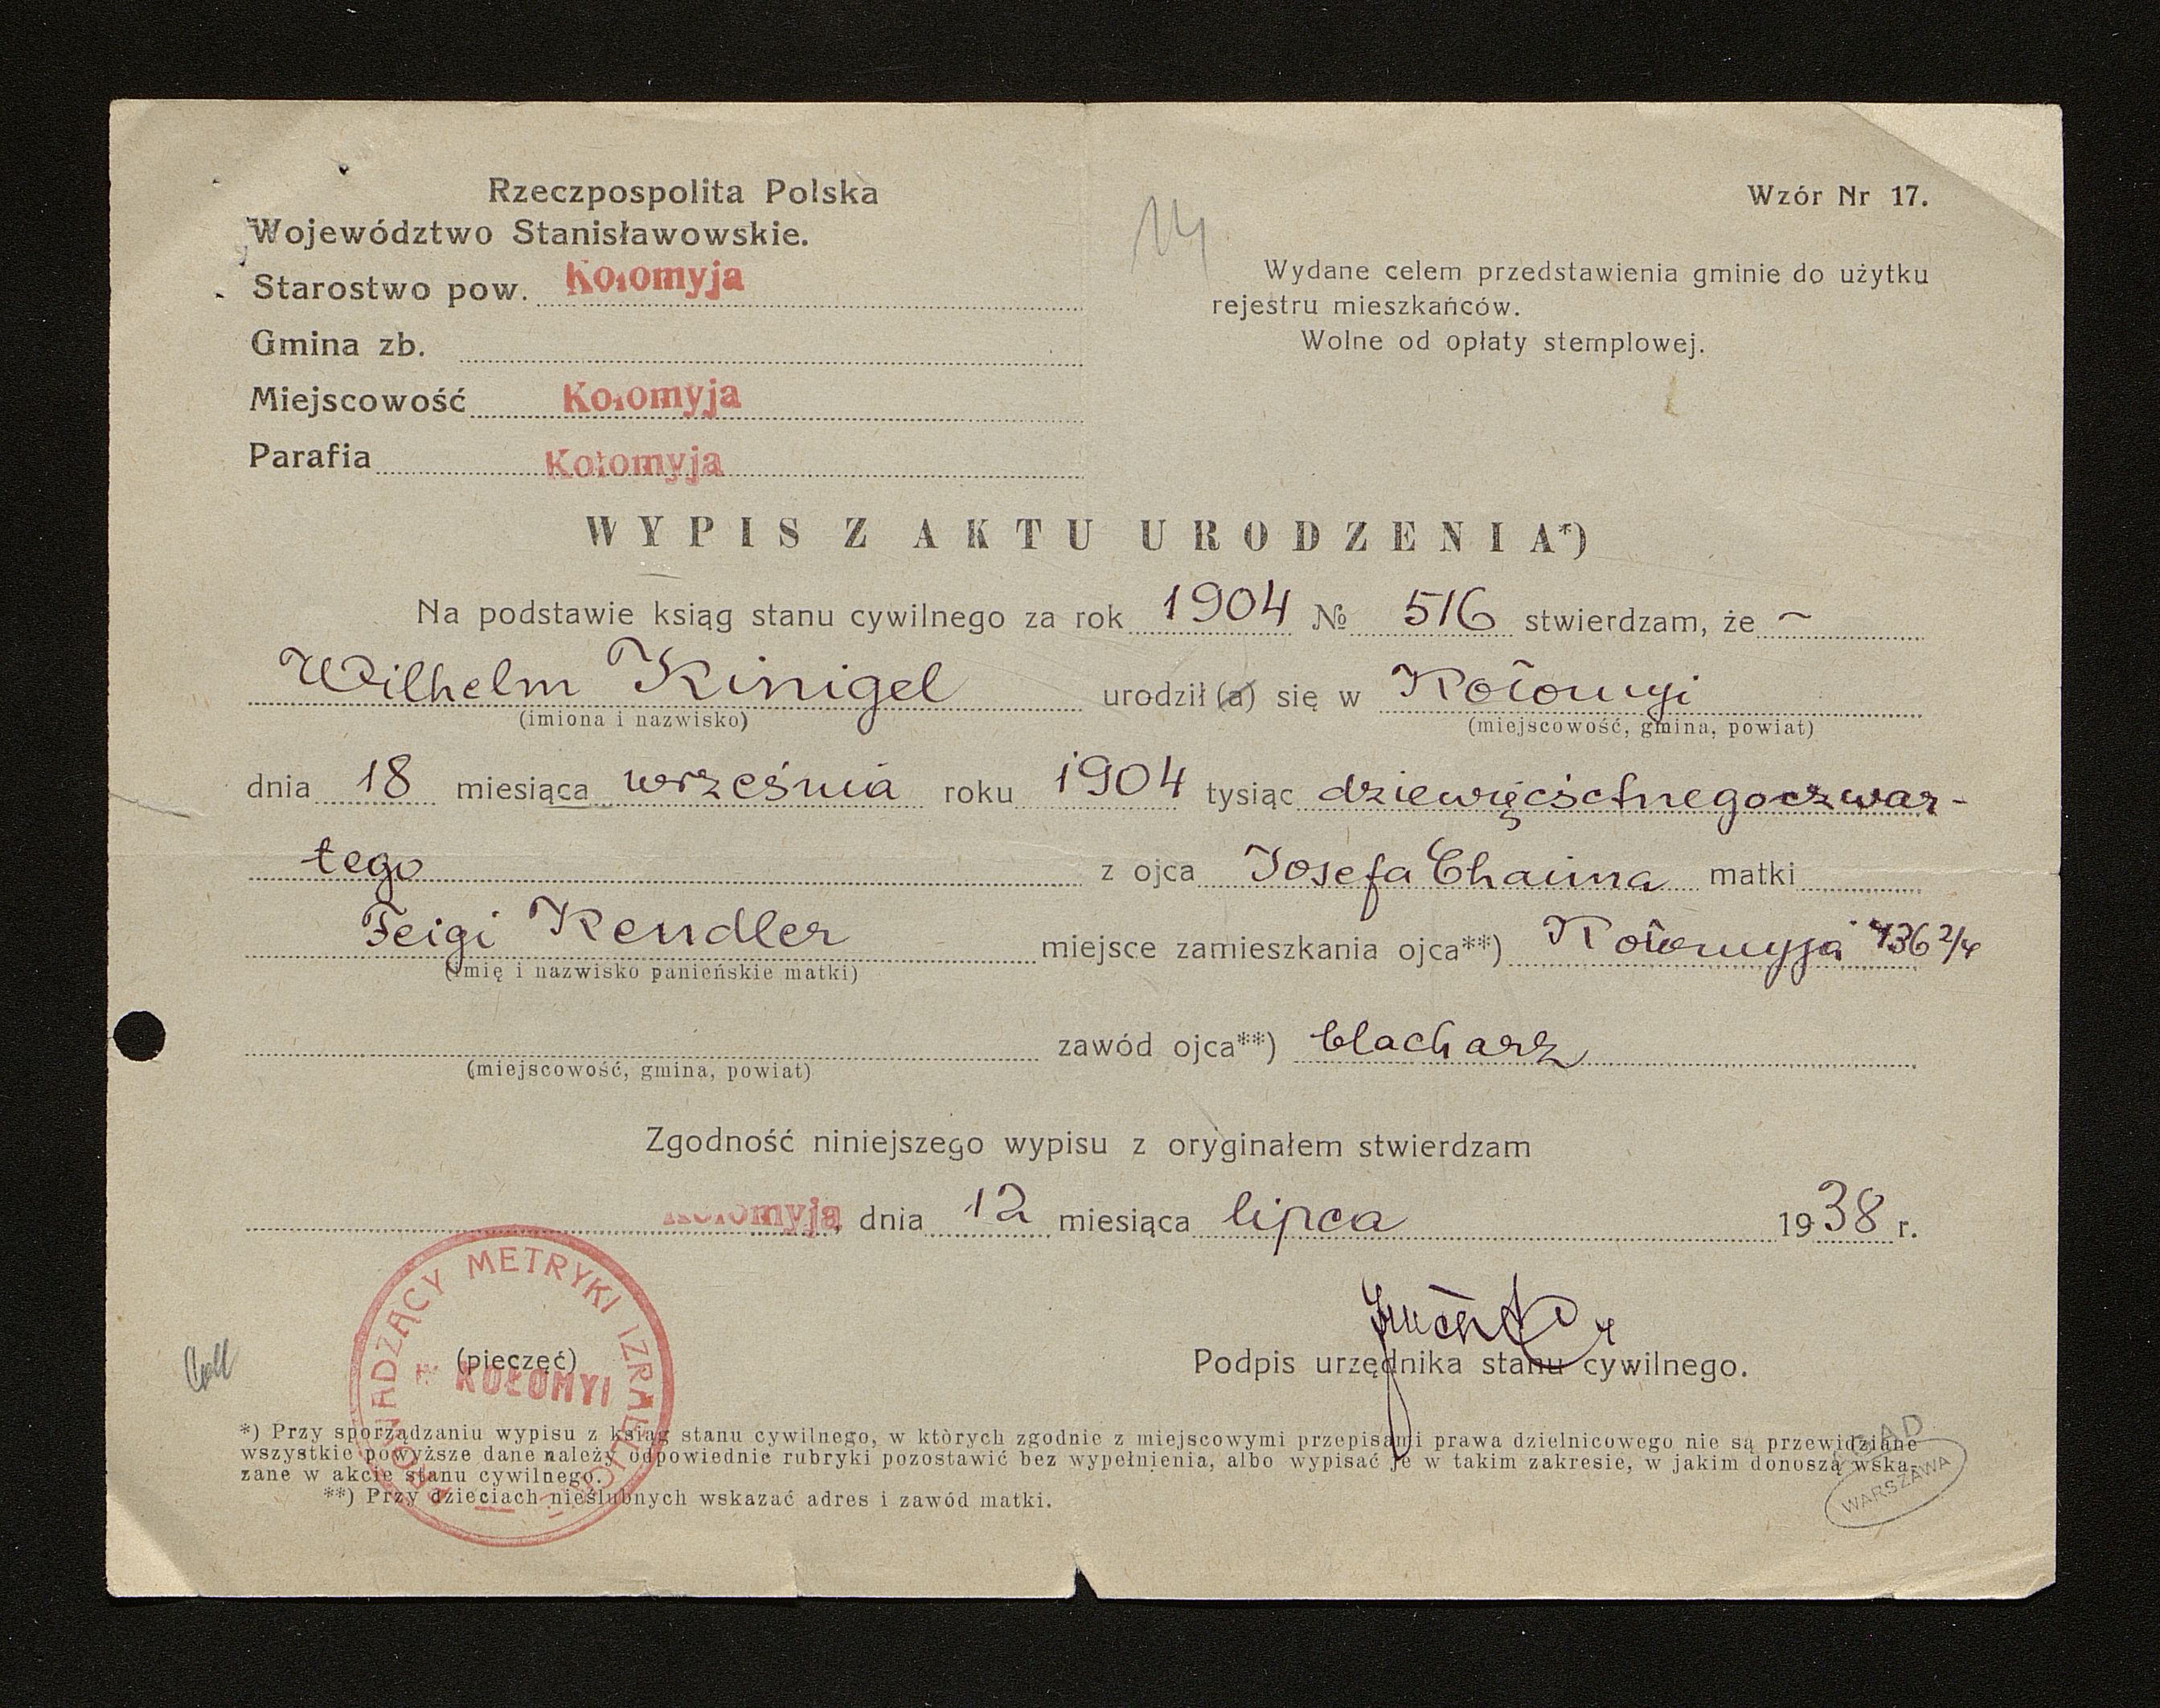 Rzeczpospolita Polska
Wzór Nr 17.
Województwo Stanisławowskie.
14
Starostwo pow. Kołomyja
Wydane celem przedstawienia gminie do użytku
rejestru mieszkańców.
Gmina zb.
Wolne od opłaty stemplowej.
Miejscowość Kołomyja
Parafia Kołomyja
WYPIS Z AKTU URODZENIA*)
Na podstawie ksiąg stanu cywilnego za rok 1904 № 516 stwierdzam, że ~
Wilhelm Kinigel urodził (a) się w Kołomyi
(imiona i nazwisko) (miejscowość, gmina, powiat)
dnia 18 miesiąca września roku 1904 tysiąc dziewięćsetnegoczwar-
tego z ojca Josefa Chaima matki
Feigi Kendler miejsce zamieszkania ojca**) Kołomyja 436 2/4
(imię i nazwisko panieńskie matki)
zawód ojca**) blacharz
(miejscowość, gmina, powiat)
Zgodność niniejszego wypisu z oryginałem stwierdzam
Kołomyja, dnia 12 miesiąca lipca 1938 r.
PROWADZĄCY METRYKI IZRAELICKIE
(pieczęć)
w KOŁOMYI
Podpis urzędnika stanu cywilnego.
*) Przy sporządzaniu wypisu z ksiąg stanu cywilnego, w których zgodnie z miejscowymi przepisami prawa dzielnicowego nie są przewidziane
wszystkie powyższe dane należy odpowiednie rubryki pozostawić bez wypełnienia, albo wypisać je w takim zakresie, w jakim donoszą wska-
zane w akcie stanu cywilnego.
**) Przy dzieciach nieślubnych wskazać adres i zawód matki.
AGAD
WARSZAWA